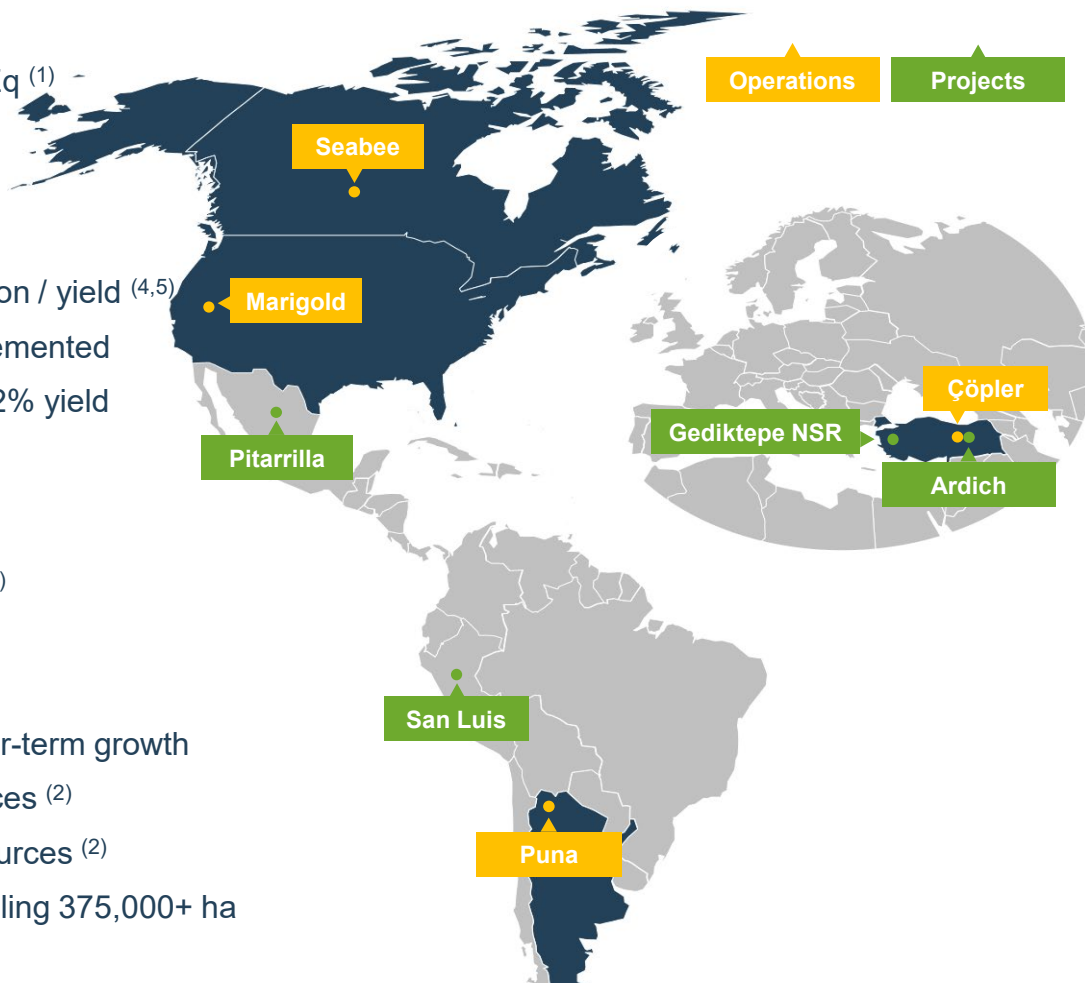 Eq (1)
on / yield (4,5)
emented
2% yield
)
r-term growth
ces (2)
urces (2)
ling 375,000+ ha
Operations
Projects
Seabee
Marigold
Pitarrilla
Çöpler
Gediktepe NSR
Ardich
San Luis
Puna